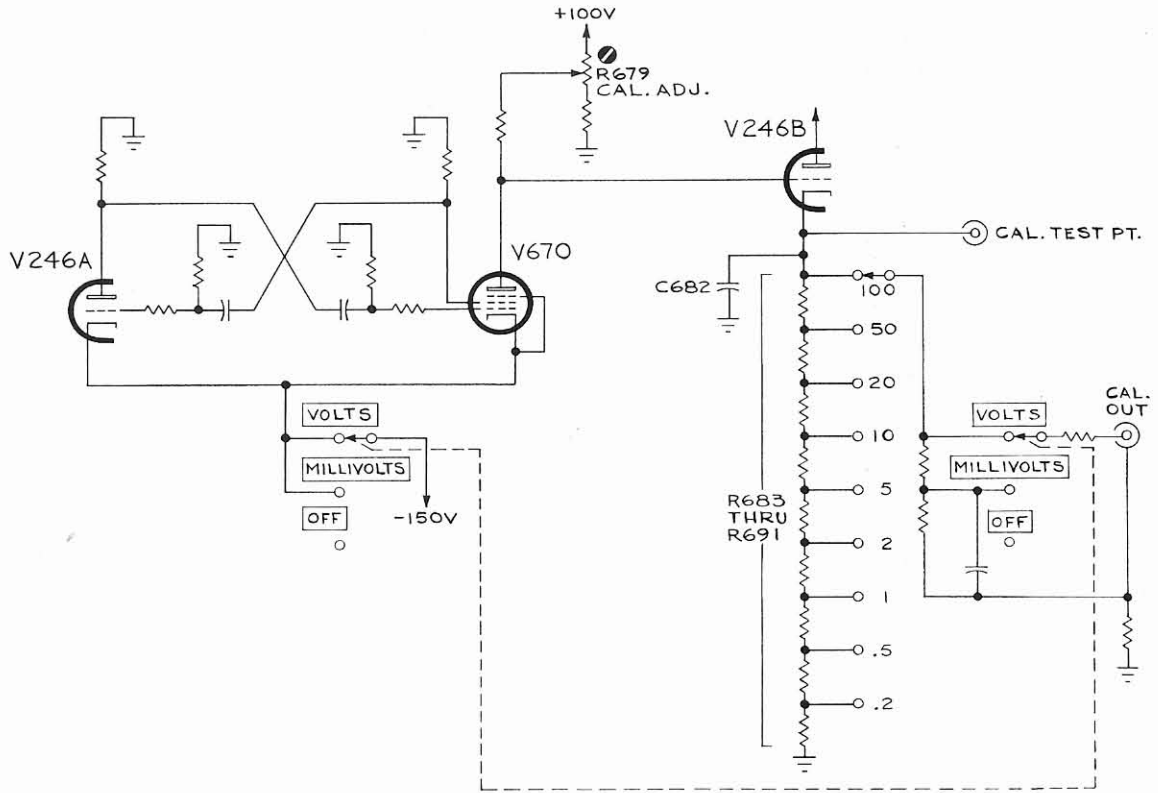 +100V
R679
CAL. ADJ.
V246B
V246A
V670
CAL. TEST PT.
C682
100
50
20
10
5
2
1
.5
.2
R683
THRU
R691
VOLTS
MILLIVOLTS
OFF
-150V
VOLTS
MILLIVOLTS
OFF
CAL.
OUT